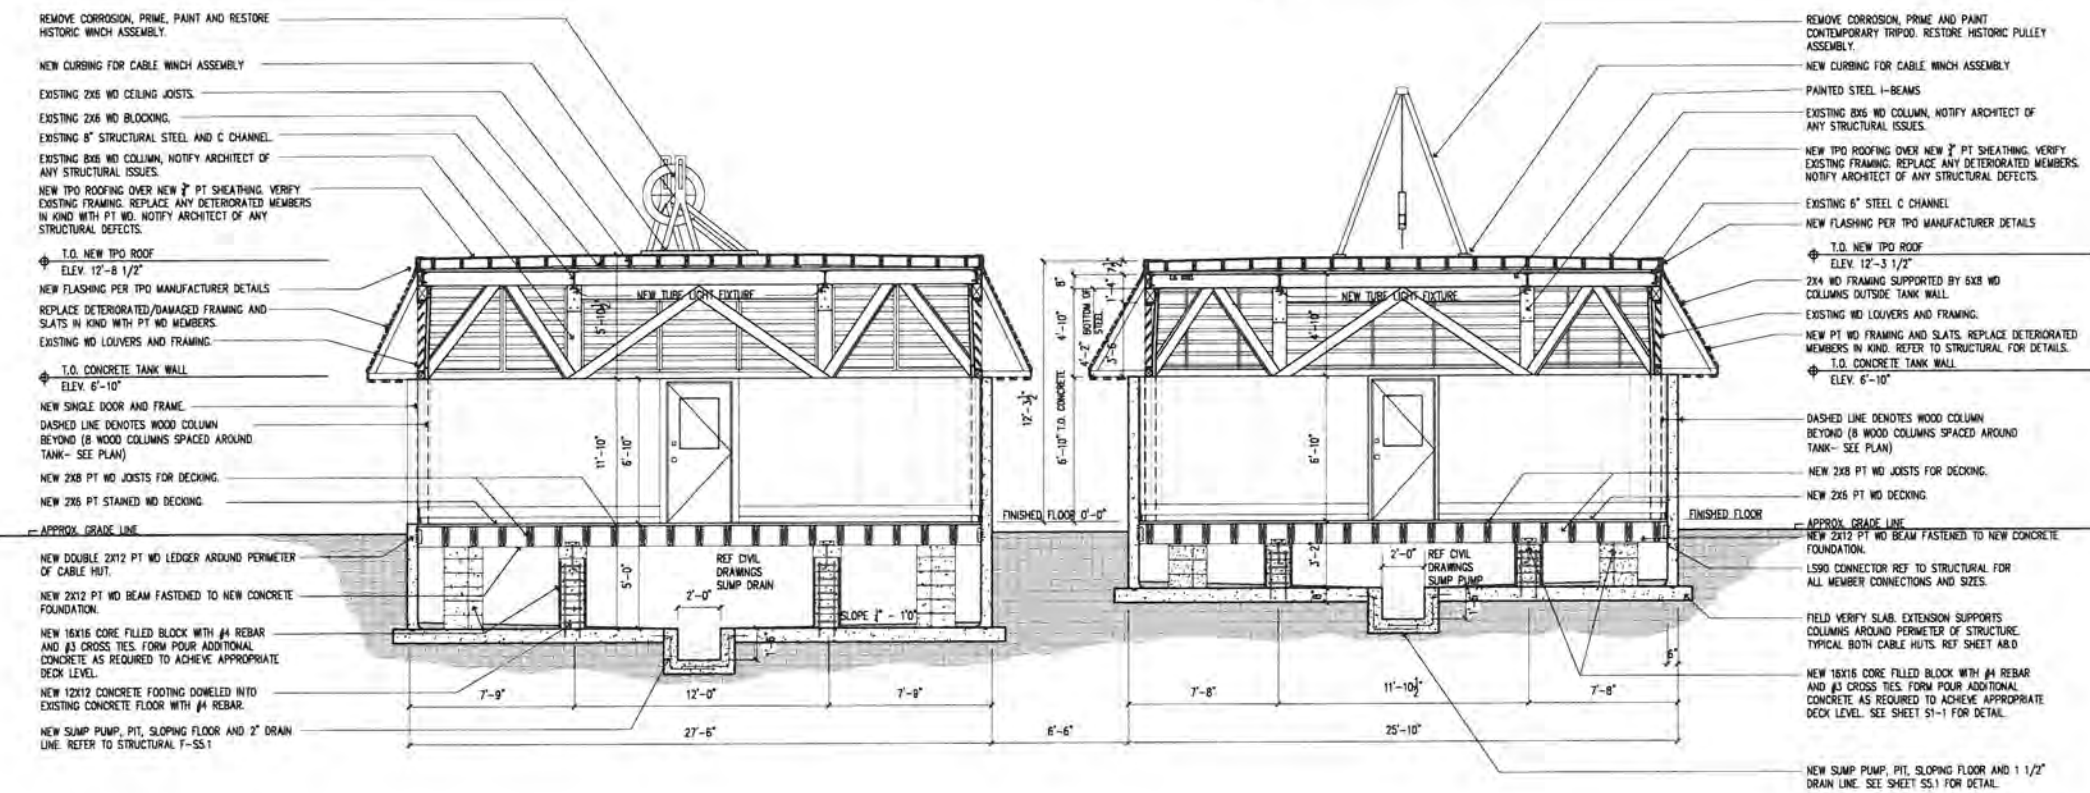 REMOVE CORROSION, PRIME, PAINT AND RESTORE
HISTORIC WINCH ASSEMBLY.
NEW CURBING FOR CABLE WINCH ASSEMBLY
EXISTING 2X6 WD CEILING JOISTS.
EXISTING 2X6 WD BLOCKING.
EXISTING 8" STRUCTURAL STEEL AND C CHANNEL.
EXISTING 8X6 WD COLUMN, NOTIFY ARCHITECT OF
ANY STRUCTURAL ISSUES.
NEW TPO ROOFING OVER NEW PT SHEATHING. VERIFY
EXISTING FRAMING. REPLACE ANY DETERIORATED MEMBERS
IN KIND WITH PT WD. NOTIFY ARCHITECT OF ANY
STRUCTURAL DEFECTS.
T.O. NEW TPO ROOF
ELEV. 12'-8 1/2"
NEW FLASHING PER TPO MANUFACTURER DETAILS
REPLACE DETERIORATED/DAMAGED FRAMING AND
SLATS IN KIND WITH PT WD MEMBERS.
EXISTING WD LOUVERS AND FRAMING.
T.O. CONCRETE TANK WALL
ELEV. 6'-10"
NEW SINGLE DOOR AND FRAME.
DASHED LINE DENOTES WOOD COLUMN
BEYOND (8 WOOD COLUMNS SPACED AROUND
TANK- SEE PLAN)
NEW 2X8 PT WD JOISTS FOR DECKING.
NEW 2X6 PT STAINED WD DECKING.
APPROX. GRADE LINE
NEW DOUBLE 2X12 PT WD LEDGER AROUND PERIMETER
OF CABLE HUT.
NEW 2X12 PT WD BEAM FASTENED TO NEW CONCRETE
FOUNDATION.
NEW 16X16 CORE FILLED BLOCK WITH #4 REBAR
AND #3 CROSS TIES. FORM POUR ADDITIONAL
CONCRETE AS REQUIRED TO ACHIEVE APPROPRIATE
DECK LEVEL.
NEW 12X12 CONCRETE FOOTING DOWELED INTO
EXISTING CONCRETE FLOOR WITH #4 REBAR.
NEW SUMP PUMP, PIT, SLOPING FLOOR AND 2" DRAIN
LINE. REFER TO STRUCTURAL F-S5.1
NEW TUBE LIGHT FIXTURE
5'-10½"
11'-10"
6'-10"
5'-0"
REF CIVIL
DRAWINGS
SUMP DRAIN
2'-0"
SLOPE - 1'0"
1'-6"
7'-9"
12'-0"
7'-9"
27'-6"
6'-6"
12'-3½"
8"
4'-10"
6'-10" T.O. CONCRETE
4'-2" BOTTOM OF
STEEL
1'-4"
7½"
3'-6"
FINISHED FLOOR 0'-0"
NEW TUBE LIGHT FIXTURE
4'-10"
6'-10"
3'-2"
8"
2'-0"
REF CIVIL
DRAWINGS
SUMP PUMP
1'-6"
6"
7'-8"
11'-10½"
7'-8"
25'-10"
FINISHED FLOOR
REMOVE CORROSION, PRIME AND PAINT
CONTEMPORARY TRIPOD. RESTORE HISTORIC PULLEY
ASSEMBLY.
NEW CURBING FOR CABLE WINCH ASSEMBLY
PAINTED STEEL I-BEAMS
EXISTING 8X6 WD COLUMN, NOTIFY ARCHITECT OF
ANY STRUCTURAL ISSUES.
NEW TPO ROOFING OVER NEW PT SHEATHING. VERIFY
EXISTING FRAMING. REPLACE ANY DETERIORATED MEMBERS.
NOTIFY ARCHITECT OF ANY STRUCTURAL DEFECTS.
EXISTING 6" STEEL C CHANNEL
NEW FLASHING PER TPO MANUFACTURER DETAILS
T.O. NEW TPO ROOF
ELEV. 12'-3 1/2"
2X4 WD FRAMING SUPPORTED BY 6X8 WD
COLUMNS OUTSIDE TANK WALL
EXISTING WD LOUVERS AND FRAMING.
NEW PT WD FRAMING AND SLATS. REPLACE DETERIORATED
MEMBERS IN KIND. REFER TO STRUCTURAL FOR DETAILS.
T.O. CONCRETE TANK WALL
ELEV. 6'-10"
DASHED LINE DENOTES WOOD COLUMN
BEYOND (8 WOOD COLUMNS SPACED AROUND
TANK- SEE PLAN)
NEW 2X8 PT WD JOISTS FOR DECKING.
NEW 2X6 PT WD DECKING.
APPROX. GRADE LINE
NEW 2X12 PT WD BEAM FASTENED TO NEW CONCRETE
FOUNDATION.
LS90 CONNECTOR REF TO STRUCTURAL FOR
ALL MEMBER CONNECTIONS AND SIZES.
FIELD VERIFY SLAB. EXTENSION SUPPORTS
COLUMNS AROUND PERIMETER OF STRUCTURE.
TYPICAL BOTH CABLE HUTS. REF SHEET A8.0
NEW 16X16 CORE FILLED BLOCK WITH #4 REBAR
AND #3 CROSS TIES. FORM POUR ADDITIONAL
CONCRETE AS REQUIRED TO ACHIEVE APPROPRIATE
DECK LEVEL. SEE SHEET S1-1 FOR DETAIL.
NEW SUMP PUMP, PIT, SLOPING FLOOR AND 1 1/2"
DRAIN LINE. SEE SHEET S5.1 FOR DETAIL.